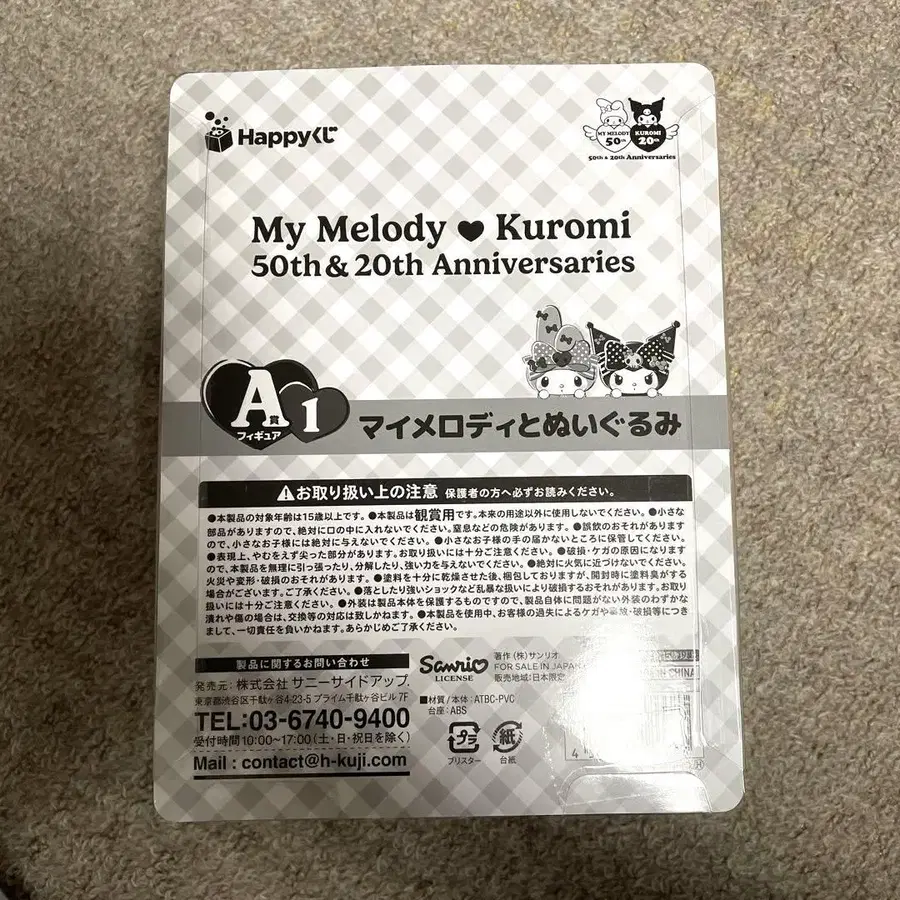 Happyくじ
MY MELODY 50th KUROMI 20th
50th & 20th Anniversaries
My Melody ♥ Kuromi
50th & 20th Anniversaries
A賞 フィギュア 1
マイメロディとぬいぐるみ
⚠お取り扱い上の注意 保護者の方へ必ずお読みください。
●本製品の対象年齢は15歳以上です。●本製品は観賞用です。本来の用途以外に使用しないでください。●小さな
部品がありますので、絶対に口の中に入れないでください。窒息などの危険があります。●誤飲のおそれがあります
ので、小さなお子様には絶対に与えないでください。●小さなお子様の手の届かないところに保管してください。
●表現上、やむをえず尖った部分があります。お取り扱いには十分ご注意ください。●破損・ケガの原因になりますの
で、本製品を無理に引っ張ったり、分解したり、強い力を与えないでください。●絶対に火気に近づけないでください。
火災や変形・破損のおそれがあります。●塗料を十分に乾燥させた後、梱包しておりますが、開封時に塗料臭がする
場合がございます。ご了承ください。●落としたり強いショックなど乱暴な扱いにより破損するおそれがあります。お取り
扱いには十分ご注意ください。●外装は製品本体を保護するものですので、製品自体に問題がない外装のわずかな
潰れや傷の場合は、交換等の対応は致しかねます。●本製品を使用中、お客様の過失によるケガや事故・破損等につき
まして、一切責任を負いかねます。あらかじめご了承ください。
製品に関するお問い合わせ
発売元：株式会社 サニーサイドアップ.
東京都渋谷区千駄ヶ谷4-23-5 プライム千駄ヶ谷ビル 7F
TEL:03-6740-9400
受付時間10:00~17:00(土・日・祝日を除く)
Mail : contact@h-kuji.com
Sanrio
LICENSE
著作 (株)サンリオ
FOR SALE IN JAPAN
販売地域:日本限定
■材質/本体：ATBC-PVC
台座：ABS
プラ
ブリスター
紙
台紙
CHINA
4